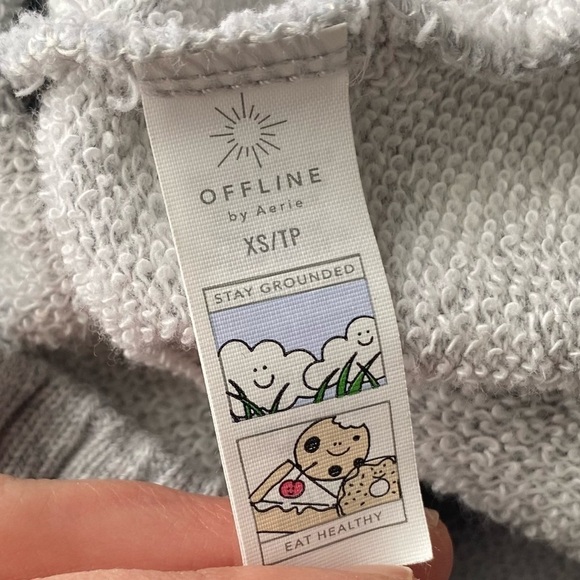 OFFLINE
by Aerie
XS/TP
STAY GROUNDED
EAT HEALTHY